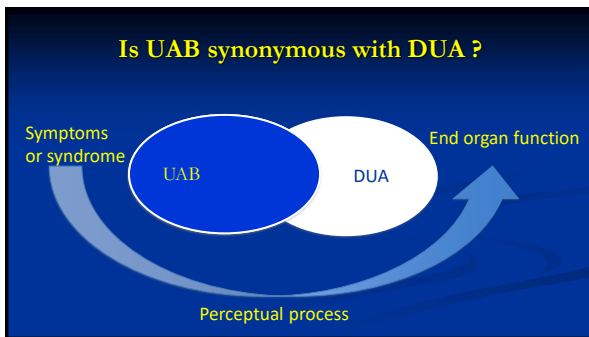 Is UAB synonymous with DUA ?
Symptoms
or syndrome
End organ function
UAB
DUA
Perceptual process